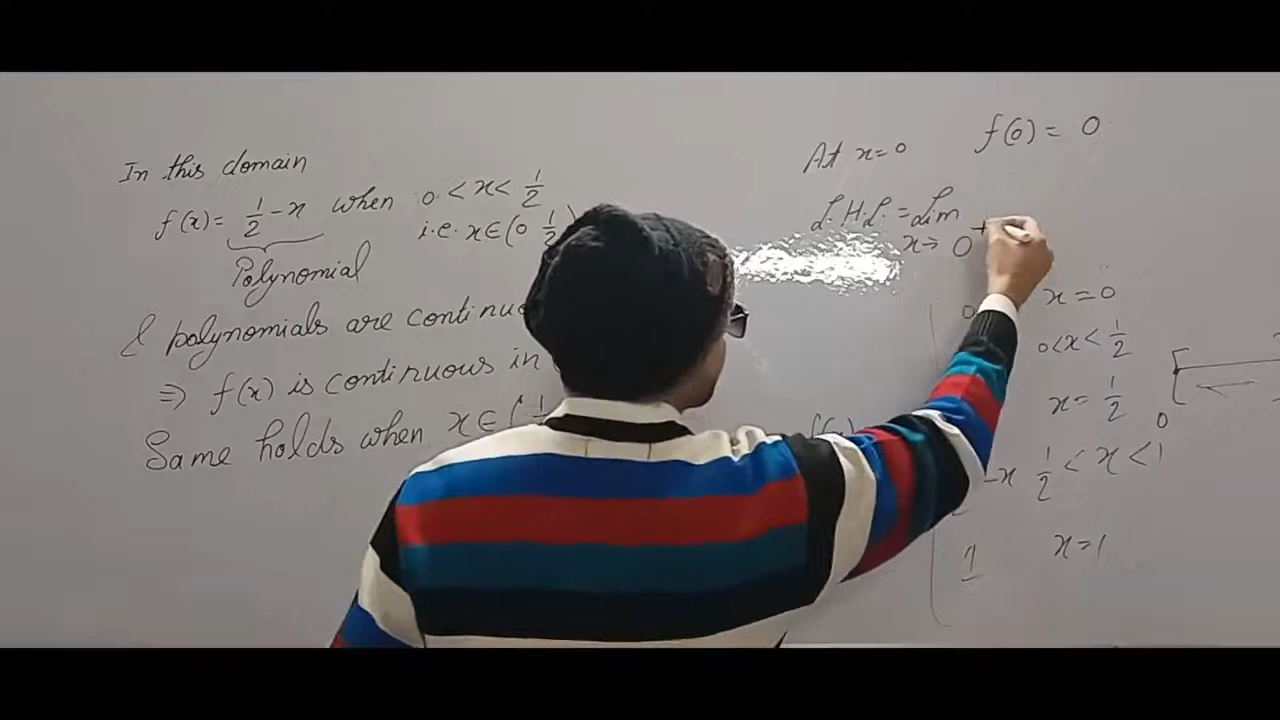 In this domain
f(x) = 1/2 - x when 0 < x < 1/2
i.e. x ∈ (0 1/2)
Polynomial
& polynomials are
⇒ f(x) is continuous in
Same holds when x ∈ (1/2
At x=0 f(0) = 0
L.H.L. = Lim
x → 0+
0 x = 0
0<x< 1/2
x = 1/2
-x 1/2 < x < 1
1 x=1
0